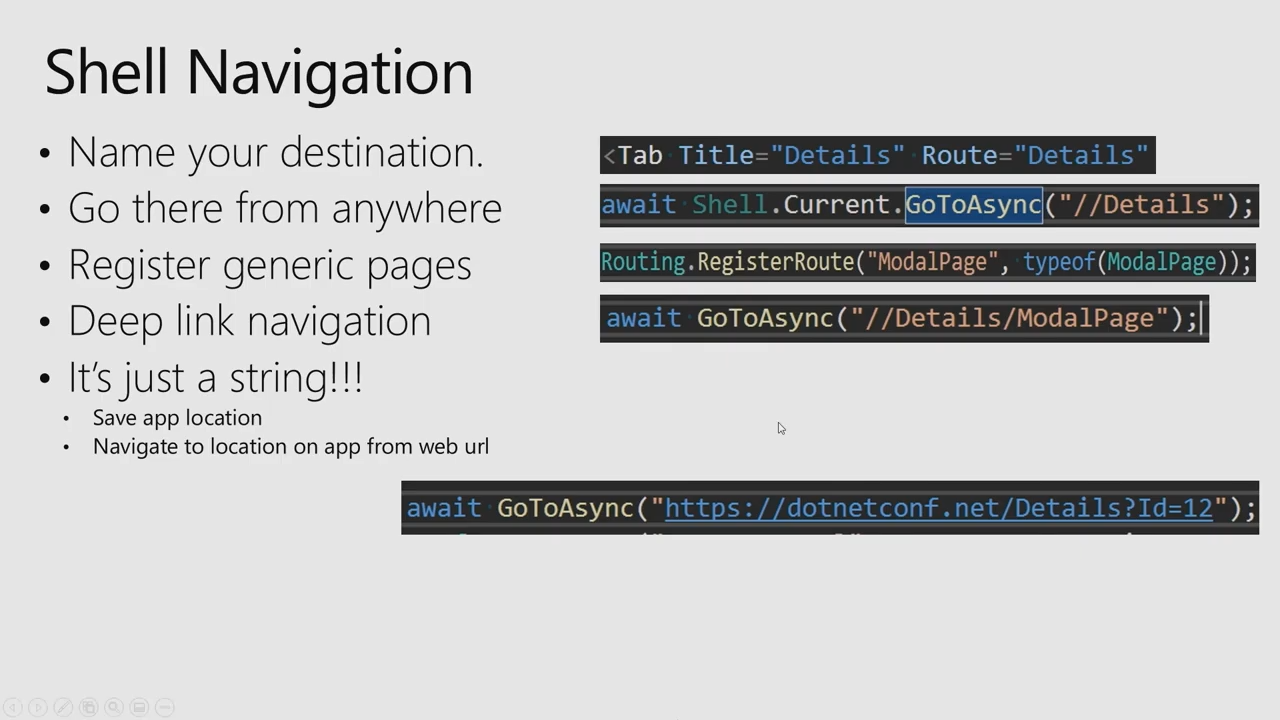 Shell Navigation
• Name your destination.
<Tab Title="Details" Route="Details"
• Go there from anywhere
await Shell.Current.GoToAsync("//Details");
• Register generic pages
Routing.RegisterRoute("ModalPage", typeof(ModalPage));
• Deep link navigation
await GoToAsync("//Details/ModalPage");
• It's just a string!!!
• Save app location
• Navigate to location on app from web url
await GoToAsync("https://dotnetconf.net/Details?Id=12");